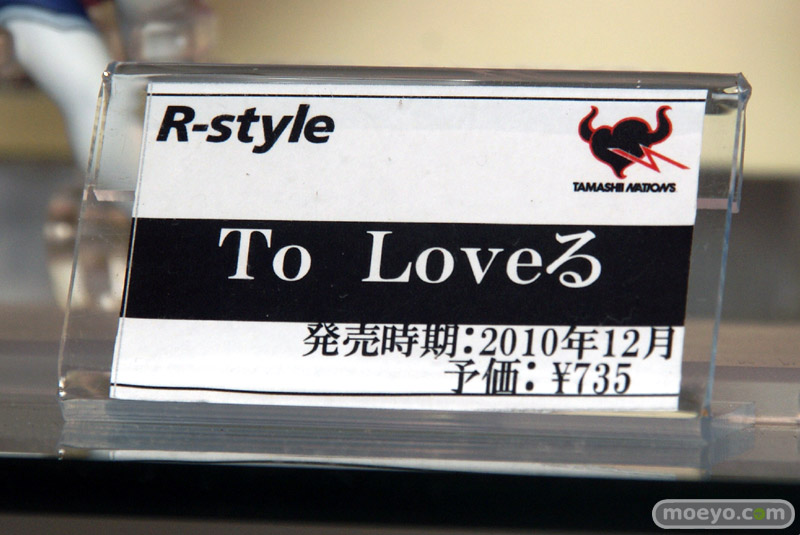 R-style
TAMASHII NATIONS
To Loveる
発売時期：2010年12月
予価：¥735
moeyo.com